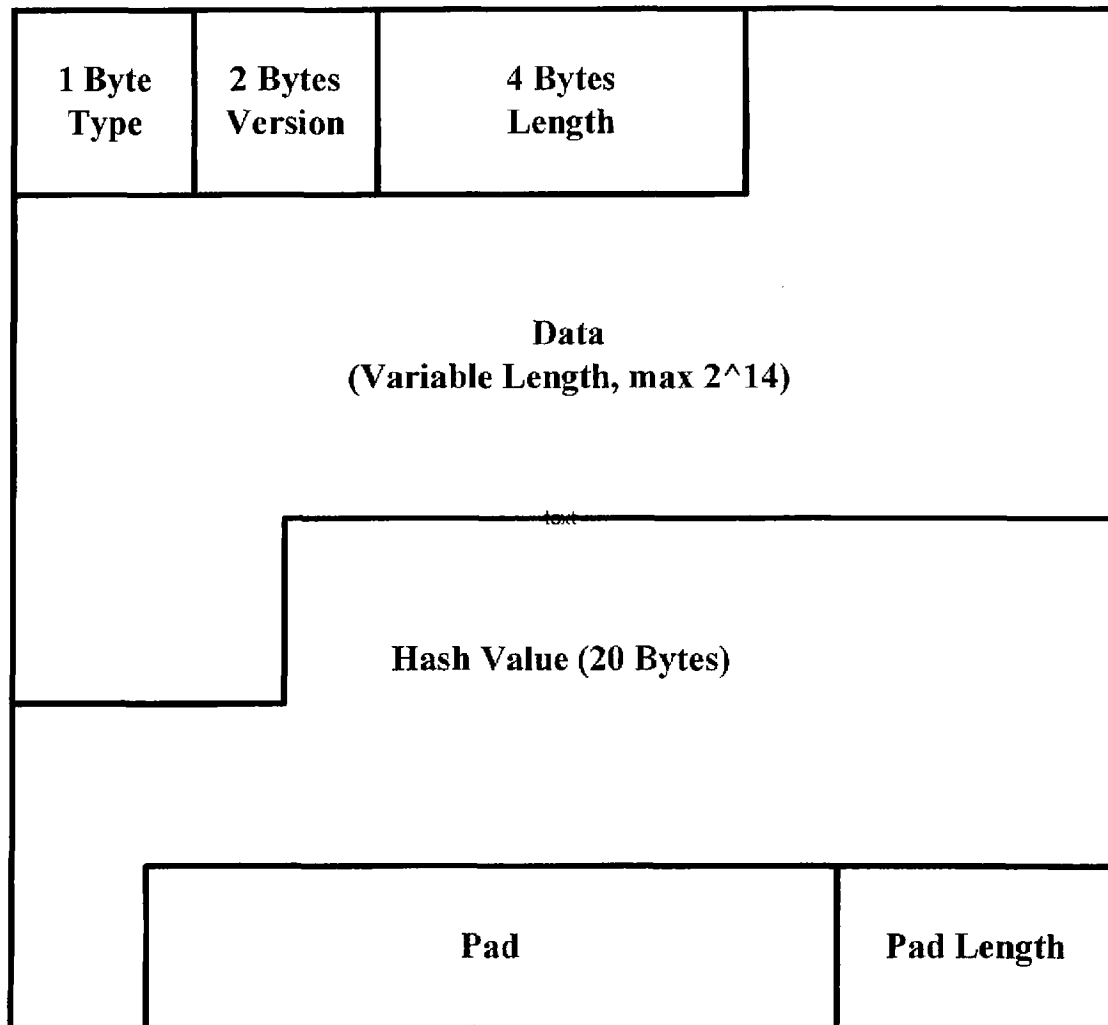 1 Byte
Type
2 Bytes
Version
4 Bytes
Length
Data
(Variable Length, max 2^14)
text
Hash Value (20 Bytes)
Pad
Pad Length